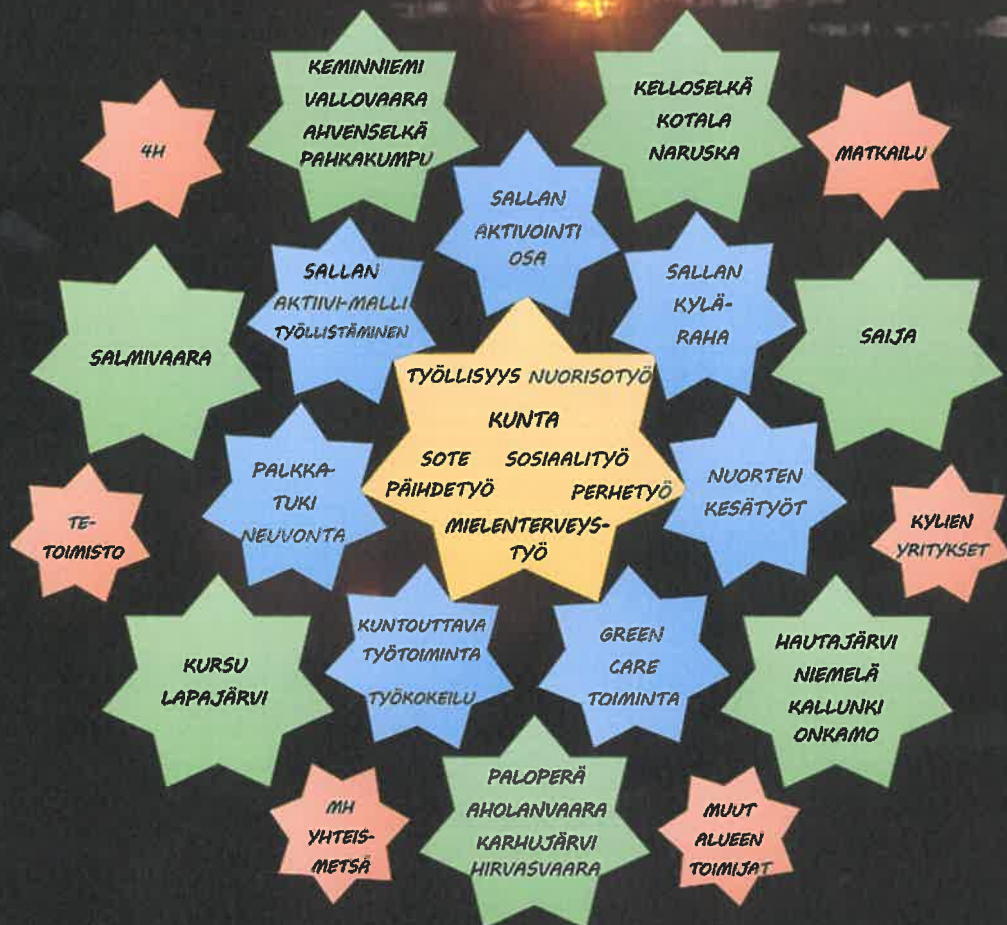 KEMINNIEMI
VALLOVAARA
AHVENSELKÄ
PAHKAKUMPU
KELLOSELKÄ
KOTALA
NARUSKA
4H
MATKAILU
SALLAN
AKTIVOINTI
OSA
SALLAN
AKTIIVI-MALLI
TYÖLLISTÄMINEN
SALLAN
KYLÄ-
RAHA
SALMIVAARA
SAIJA
TYÖLLISYYS NUORISOTYÖ
KUNTA
SOTE SOSIAALITYÖ
PÄIHDETYÖ PERHETYÖ
MIELENTERVEYS-
TYÖ
PALKKA-
TUKI
NEUVONTA
NUORTEN
KESÄTYÖT
TE-
TOIMISTO
KYLIEN
YRITYKSET
KURSU
LAPAJÄRVI
KUNTOUTTAVA
TYÖTOIMINTA
TYÖKOKEILU
GREEN
CARE
TOIMINTA
HAUTAJÄRVI
NIEMELÄ
KALLUNKI
ONKAMO
MH
YHTEIS-
METSÄ
PALOPERÄ
AHOLANVAARA
KARHUJÄRVI
HIRVASVAARA
MUUT
ALUEEN
TOIMIJAT